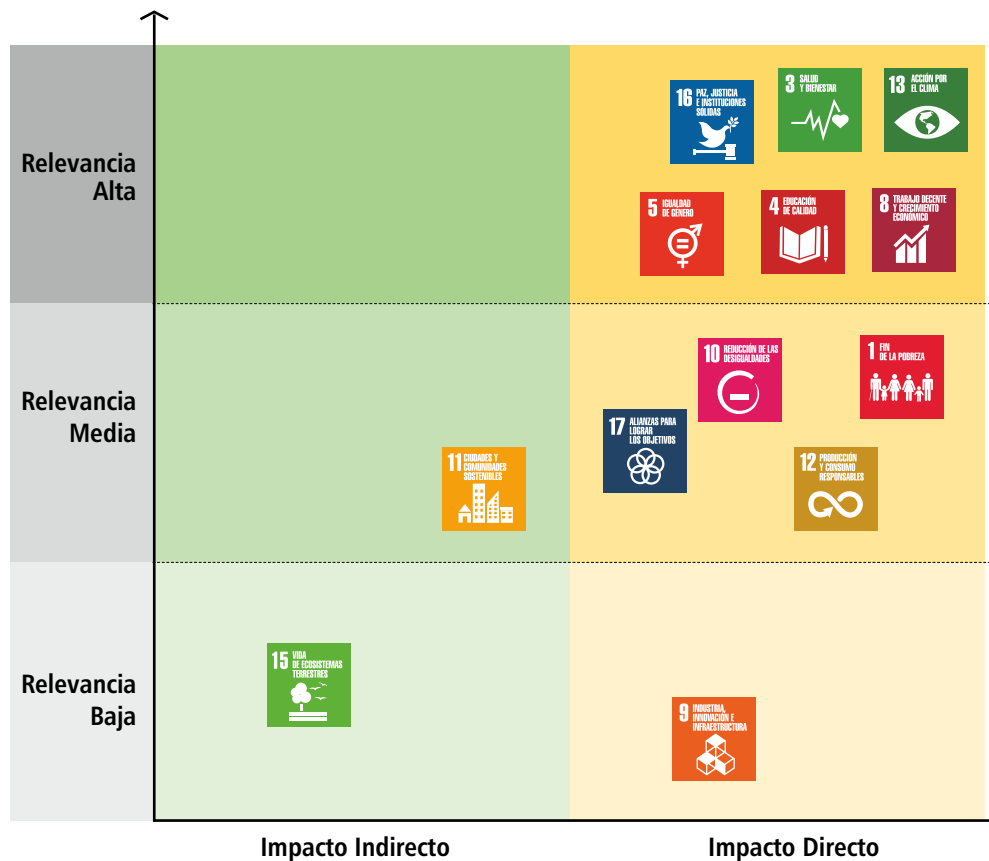 Relevancia
Alta
16 PAZ, JUSTICIA
E INSTITUCIONES
SÓLIDAS
3 SALUD
Y BIENESTAR
13 ACCIÓN POR
EL CLIMA
5 IGUALDAD
DE GÉNERO
4 EDUCACIÓN
DE CALIDAD
8 TRABAJO DECENTE
Y CRECIMIENTO
ECONÓMICO
Relevancia
Media
10 REDUCCIÓN DE LAS
DESIGUALDADES
1 FIN
DE LA POBREZA
17 ALIANZAS PARA
LOGRAR
LOS OBJETIVOS
11 CIUDADES Y
COMUNIDADES
SOSTENIBLES
12 PRODUCCIÓN
Y CONSUMO
RESPONSABLES
Relevancia
Baja
15 VIDA
DE ECOSISTEMAS
TERRESTRES
9 INDUSTRIA,
INNOVACIÓN E
INFRAESTRUCTURA
Impacto Indirecto
Impacto Directo